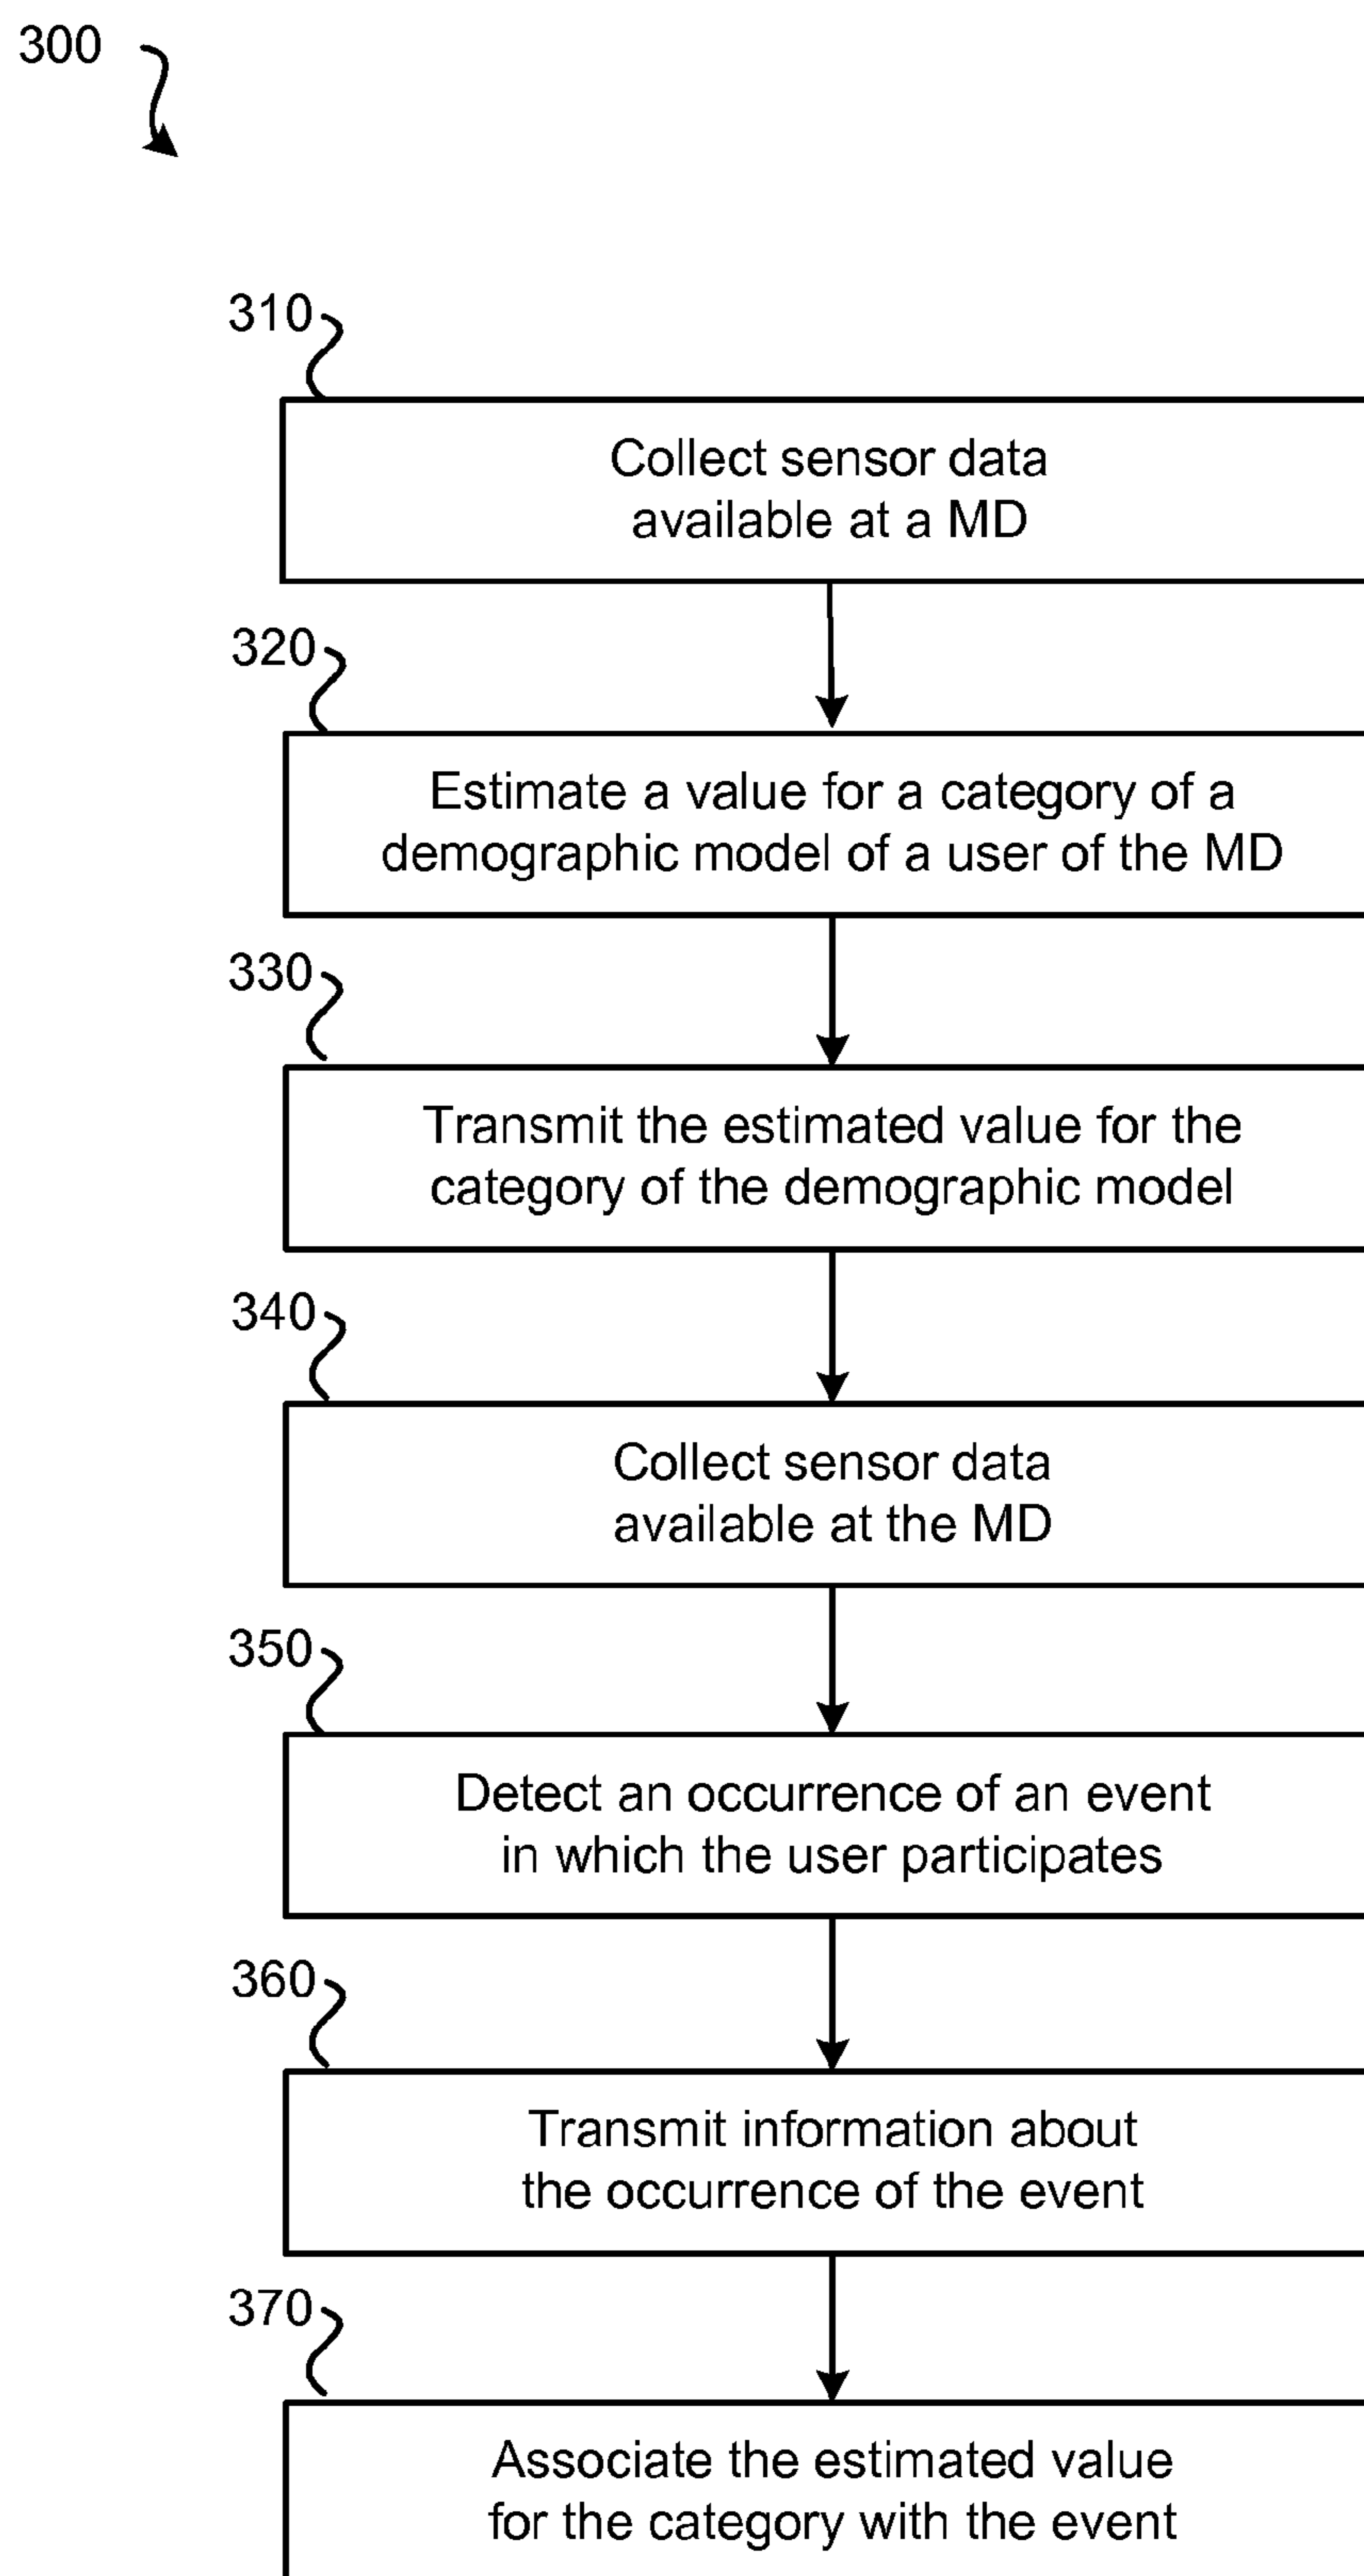 300
310
Collect sensor data
available at a MD
320
Estimate a value for a category of a
demographic model of a user of the MD
330
Transmit the estimated value for the
category of the demographic model
340
Collect sensor data
available at the MD
350
Detect an occurrence of an event
in which the user participates
360
Transmit information about
the occurrence of the event
370
Associate the estimated value
for the category with the event